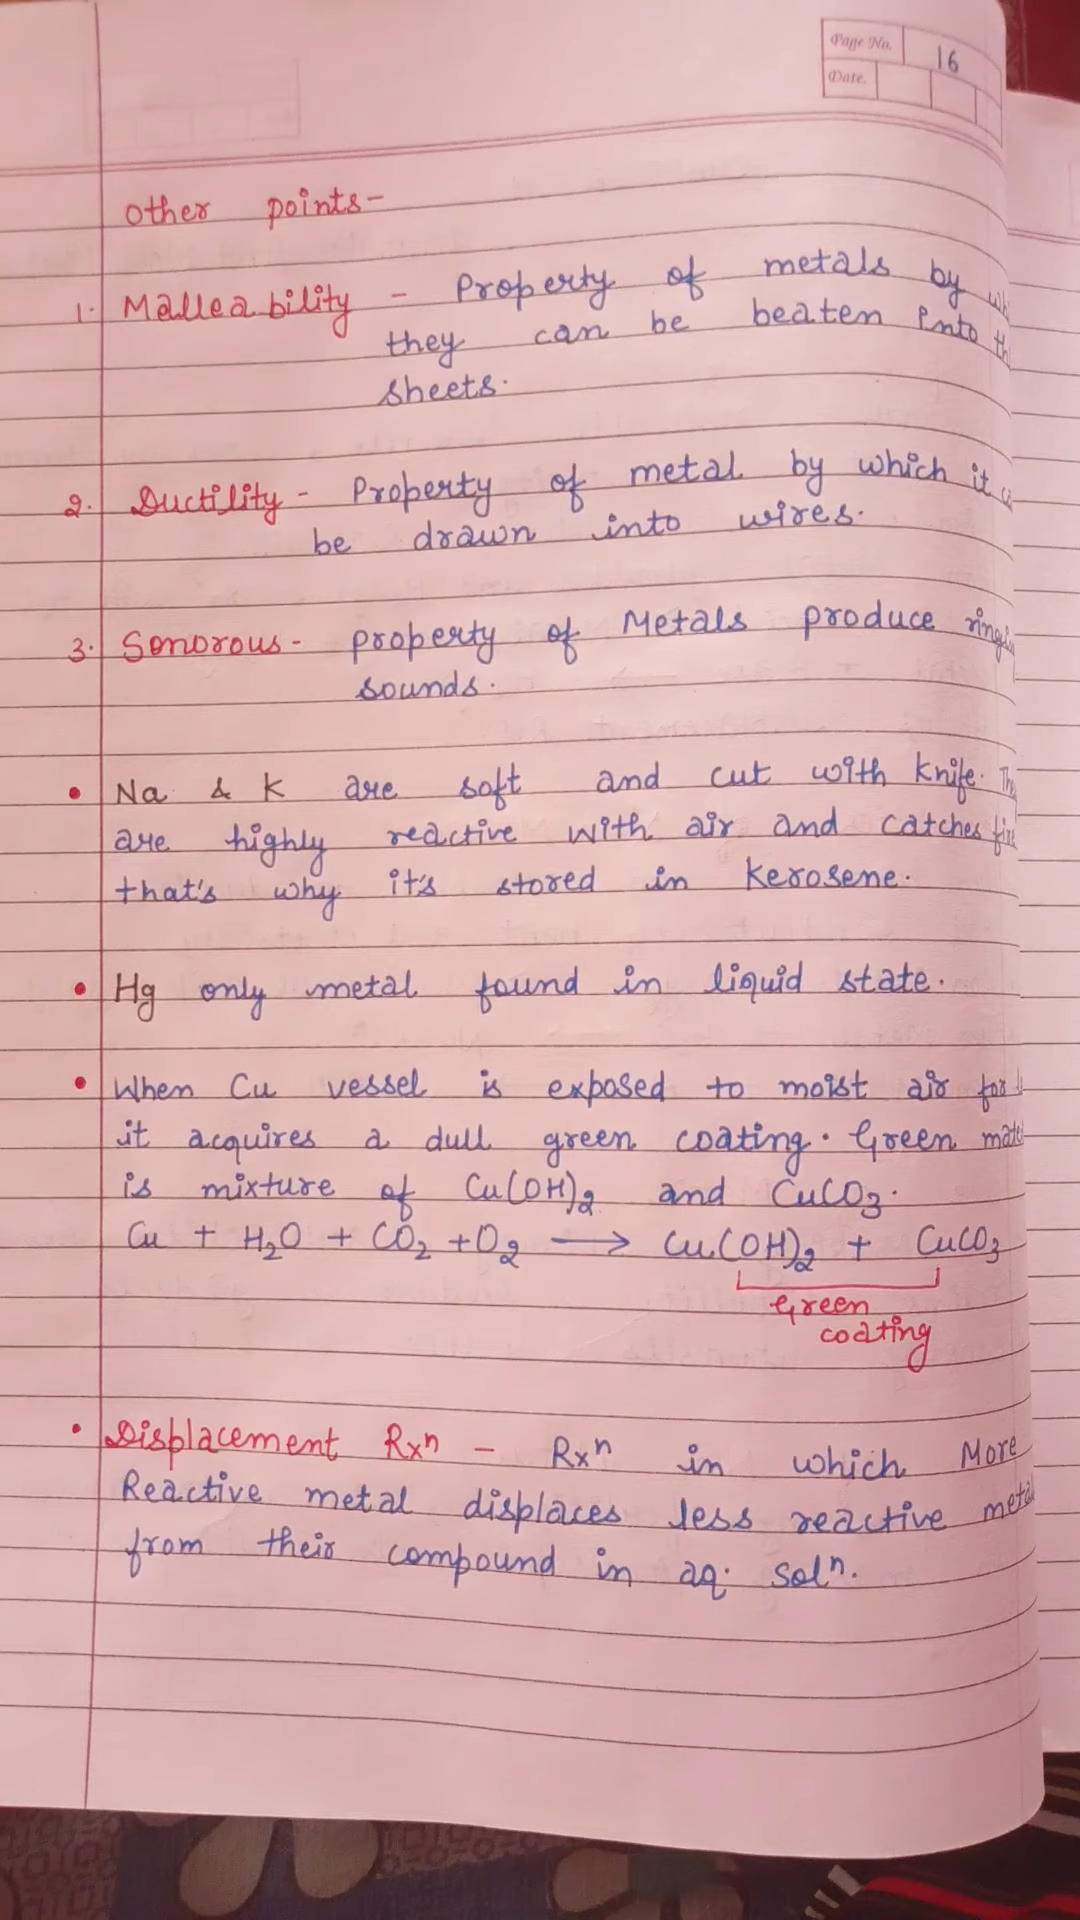 Page No. 16
Date.
Other points-
1. Malleability - Property of metals by
they can be beaten into
sheets.
2. Ductility - Property of metal by which it
be drawn into wires.
3. Sonorous - property of Metals produce
sounds.
• Na & K are soft and cut with knife.
are highly reactive with air and catches
that's why it's stored in kerosene.
• Hg only metal found in liquid state.
• When Cu vessel is exposed to moist air for
it acquires a dull green coating. Green
is mixture of Cu(OH)2 and CuCO3.
Cu + H2O + CO2 + O2 → Cu(OH)2 + CuCO3
Green
coating
• Displacement Rxn - Rxn in which More
Reactive metal displaces less reactive
from their compound in aq. soln.